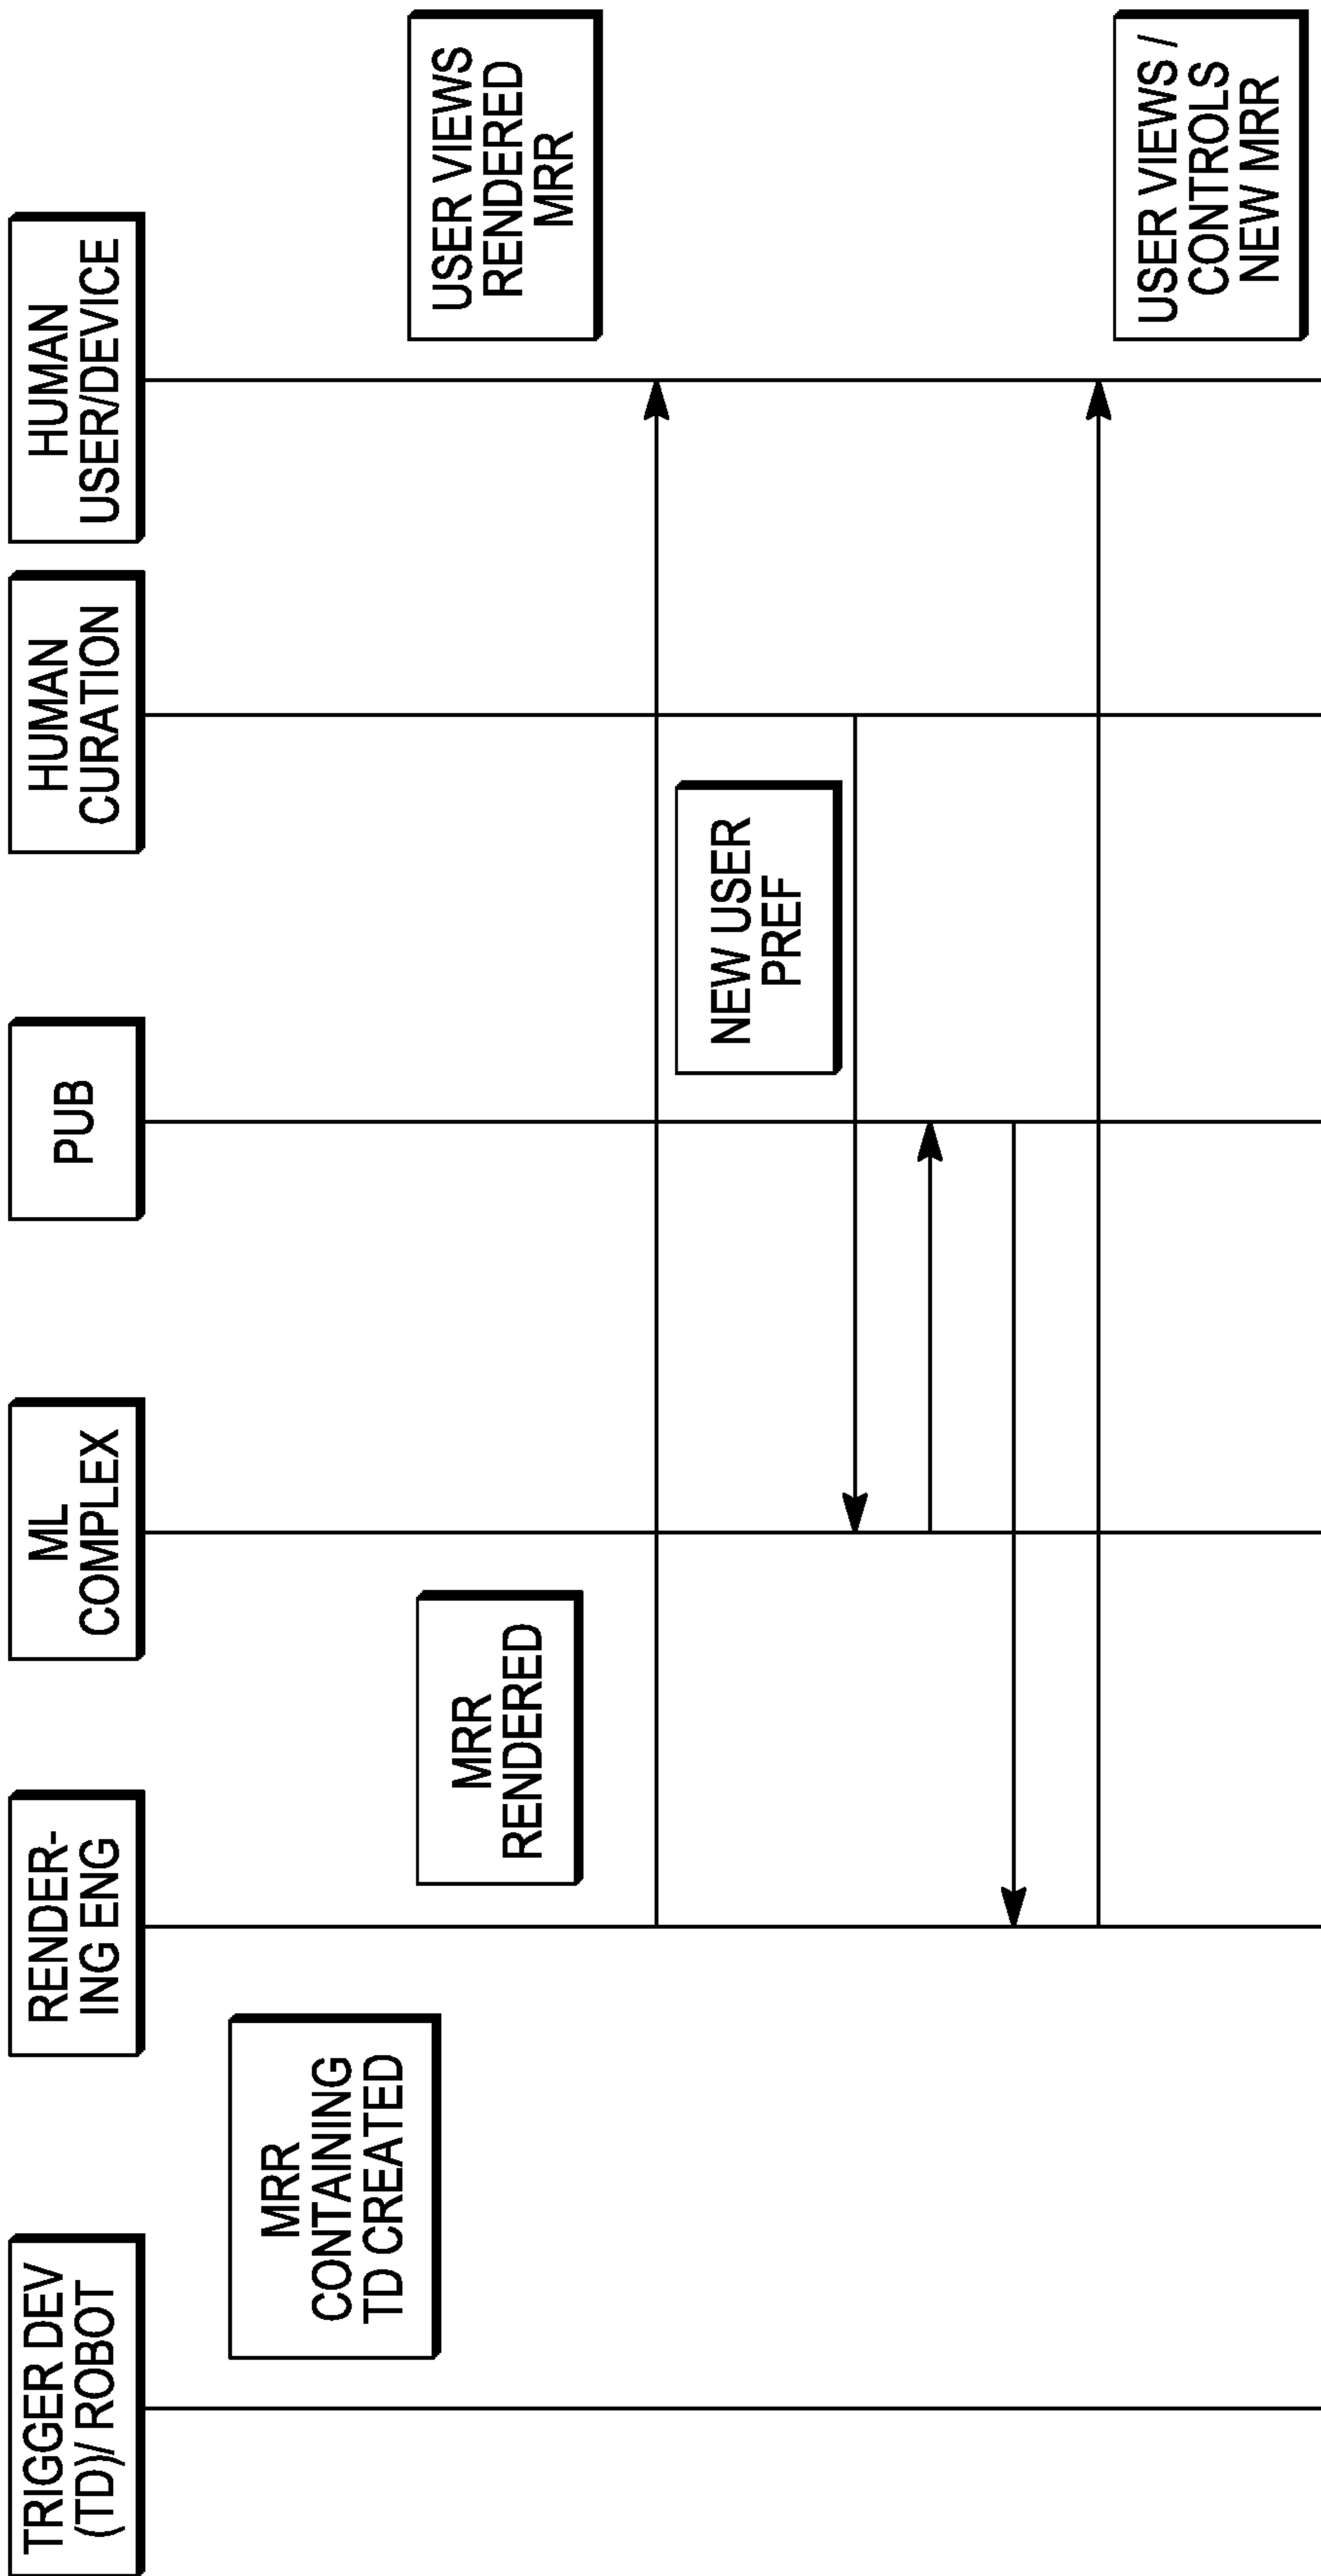 TRIGGER DEV
(TD)/ ROBOT
RENDER-
ING ENG
ML
COMPLEX
PUB
HUMAN
CURATION
HUMAN
USER/DEVICE
MRR
CONTAINING
TD CREATED
MRR
RENDERED
USER VIEWS
RENDERED
MRR
NEW USER
PREF
USER VIEWS /
CONTROLS
NEW MRR